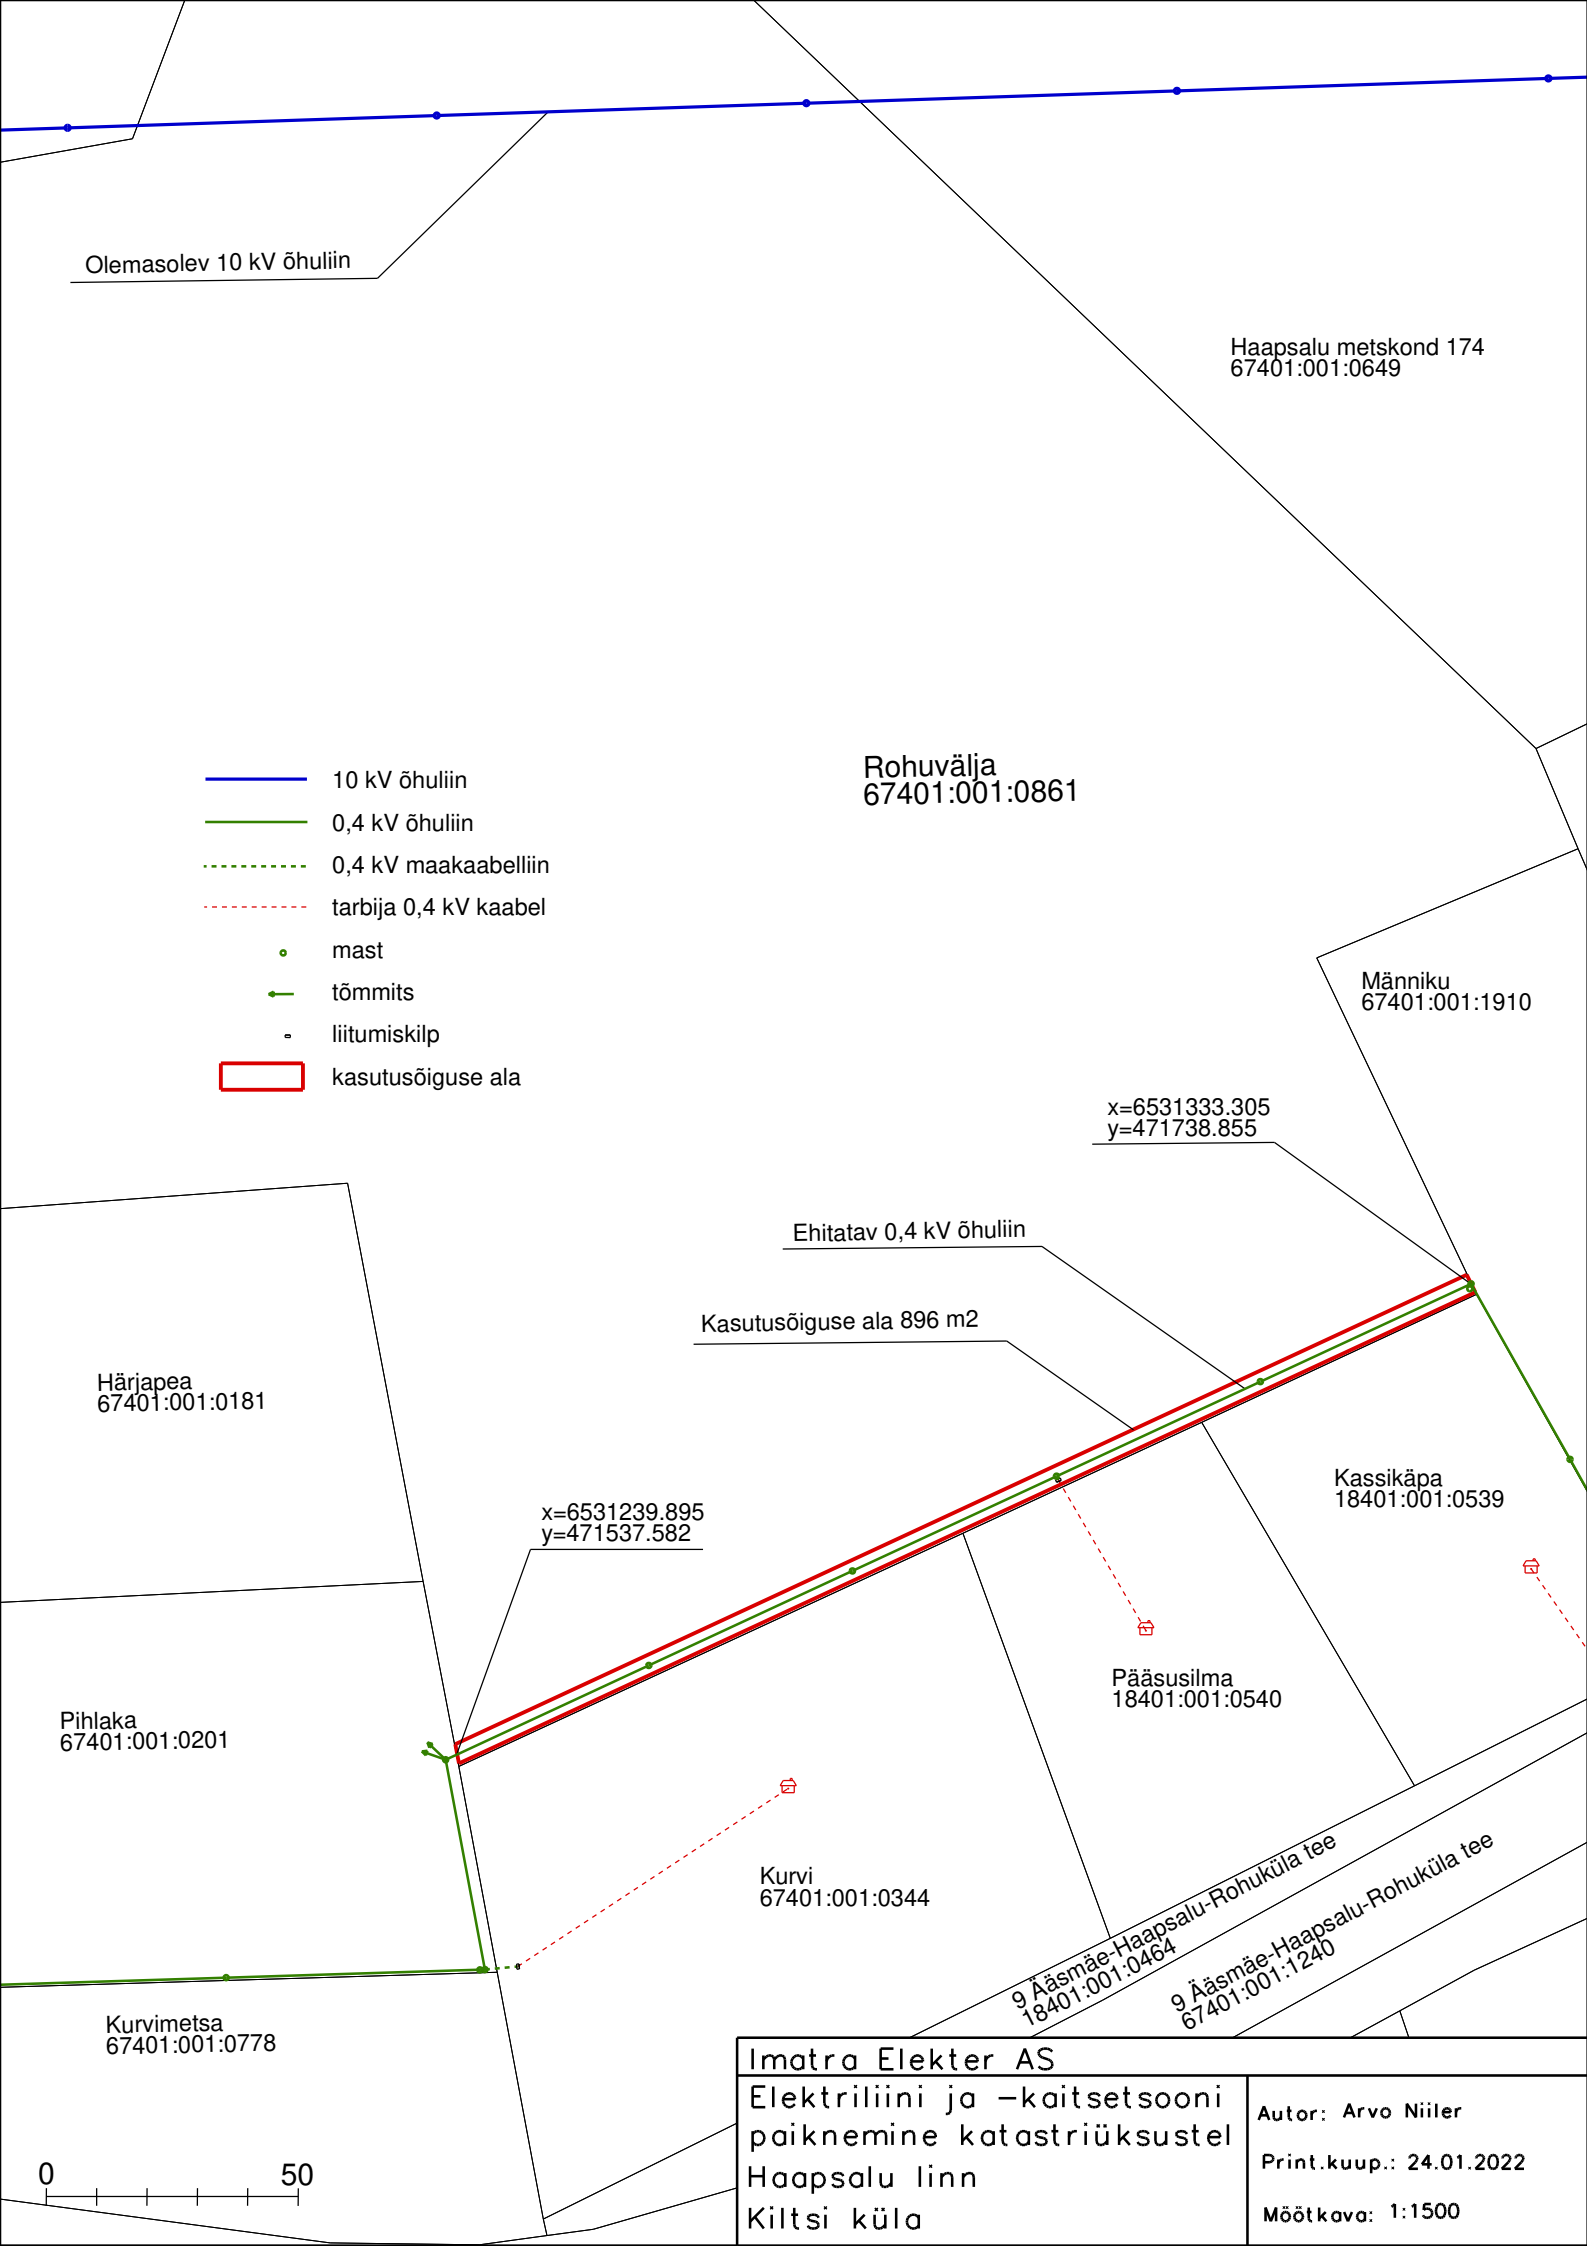 Olemasolev 10 kV õhuliin
Haapsalu metskond 174
67401:001:0649
Rohuvälja
67401:001:0861
10 kV õhuliin
0,4 kV õhuliin
0,4 kV maakaabelliin
tarbija 0,4 kV kaabel
mast
tõmmits
liitumiskilp
kasutusõiguse ala
Männiku
67401:001:1910
x=6531333.305
y=471738.855
Ehitatav 0,4 kV õhuliin
Kasutusõiguse ala 896 m2
Härjapea
67401:001:0181
Kassikäpa
18401:001:0539
x=6531239.895
y=471537.582
Pääsusilma
18401:001:0540
Pihlaka
67401:001:0201
Kurvi
67401:001:0344
9 Ääsmäe-Haapsalu-Rohuküla tee
18401:001:0464
9 Ääsmäe-Haapsalu-Rohuküla tee
67401:001:1240
Kurvimetsa
67401:001:0778
0 50
Imatra Elekter AS
Elektriliini ja -kaitsetsooni
paiknemine katastriüksustel
Haapsalu linn
Kiltsi küla
Autor: Arvo Niiler
Print.kuup.: 24.01.2022
Möötkava: 1:1500